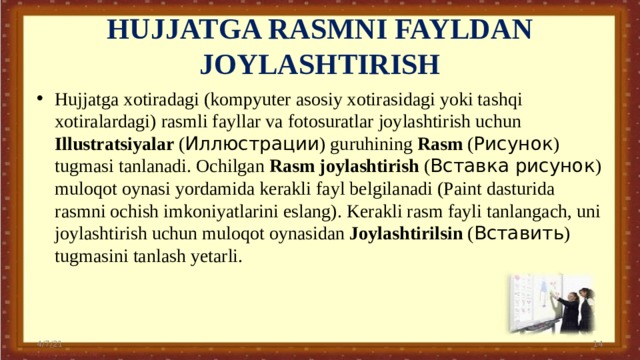 HUJJATGA RASMNI FAYLDAN
JOYLASHTIRISH
• Hujjatga xotiradagi (kompyuter asosiy xotirasidagi yoki tashqi
xotiralardagi) rasmli fayllar va fotosuratlar joylashtirish uchun
Illustratsiyalar (Иллюстрации) guruhining Rasm (Рисунок)
tugmasi tanlanadi. Ochilgan Rasm joylashtirish (Вставка рисунок)
muloqot oynasi yordamida kerakli fayl belgilanadi (Paint dasturida
rasmni ochish imkoniyatlarini eslang). Kerakli rasm fayli tanlangach, uni
joylashtirish uchun muloqot oynasidan Joylashtirilsin (Вставить)
tugmasini tanlash yetarli.